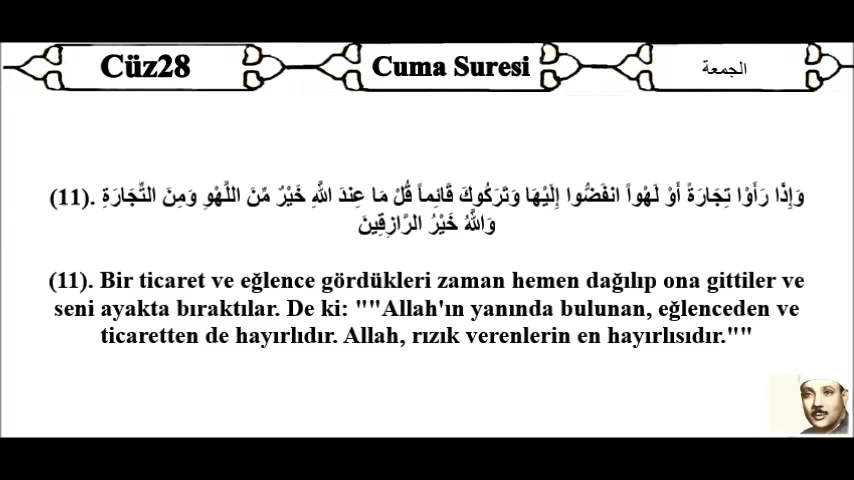 Cüz28
Cuma Suresi
الجمعة
(11). وَإِذَا رَأَوْا تِجَارَةً أَوْ لَهْواً انفَضُّوا إِلَيْهَا وَتَرَكُوكَ قَائِماً قُلْ مَا عِندَ اللَّهِ خَيْرٌ مِّنَ اللَّهْوِ وَمِنَ التِّجَارَةِ
وَاللَّهُ خَيْرُ الرَّازِقِينَ
(11). Bir ticaret ve eğlence gördükleri zaman hemen dağılıp ona gittiler ve
seni ayakta bıraktılar. De ki: ""Allah'ın yanında bulunan, eğlenceden ve
ticaretten de hayırlıdır. Allah, rızık verenlerin en hayırlısıdır.""